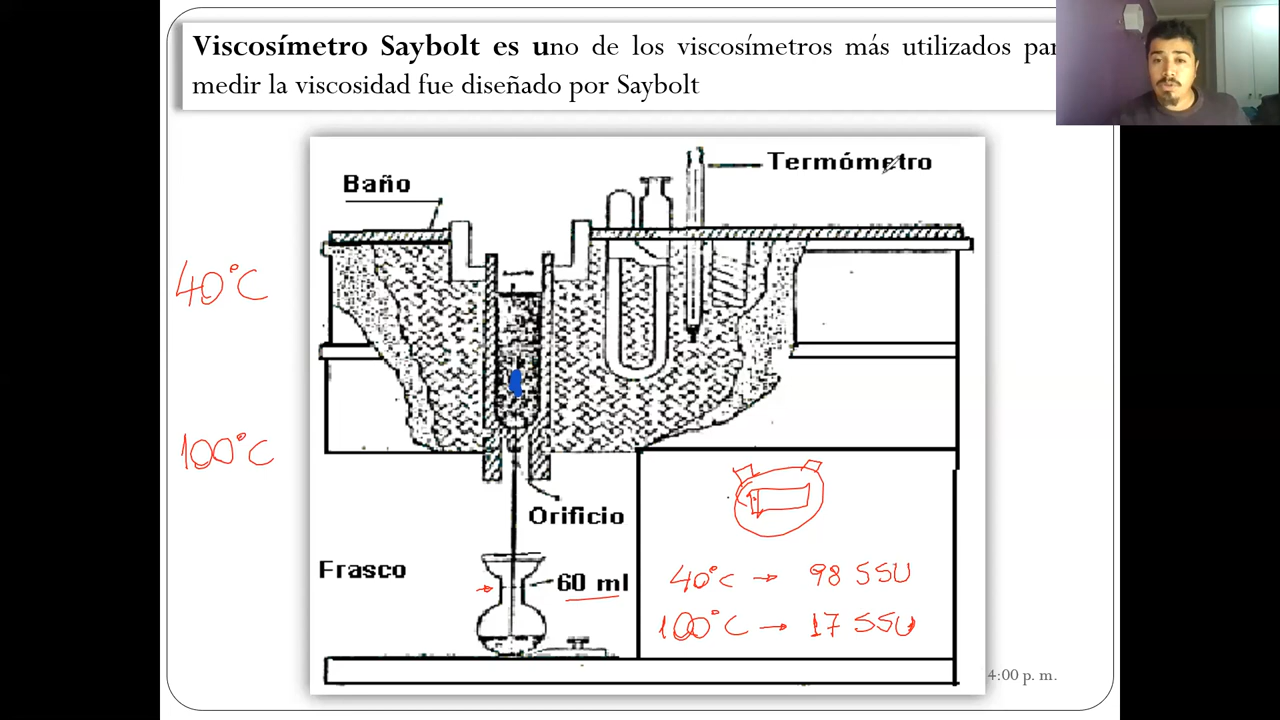 Viscosímetro Saybolt es uno de los viscosímetros más utilizados par
medir la viscosidad fue diseñado por Saybolt
Termómetro
Baño
40°C
100°C
Orificio
Frasco
60 ml
40°C → 98 SSU
100°C → 17 SSU
4:00 p. m.